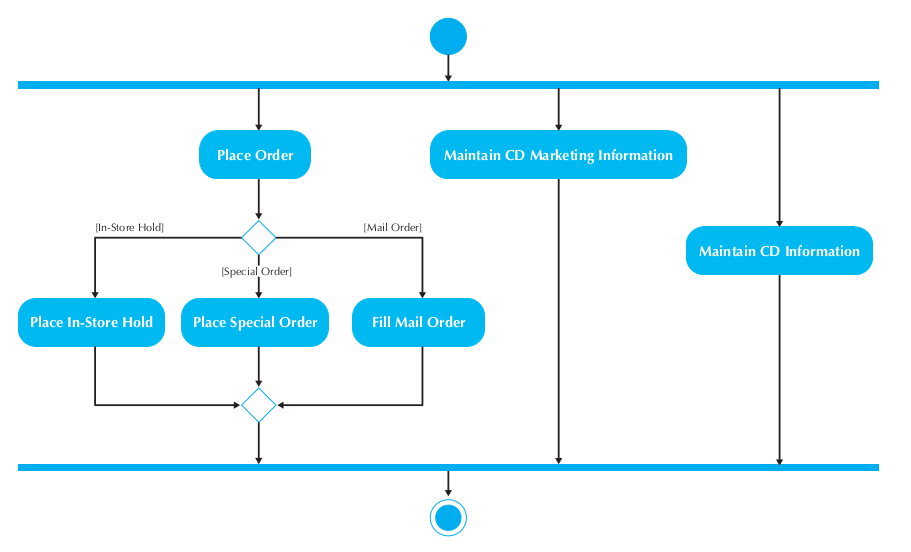 Place Order
Maintain CD Marketing Information
[In-Store Hold]
[Mail Order]
Maintain CD Information
[Special Order]
Place In-Store Hold
Place Special Order
Fill Mail Order